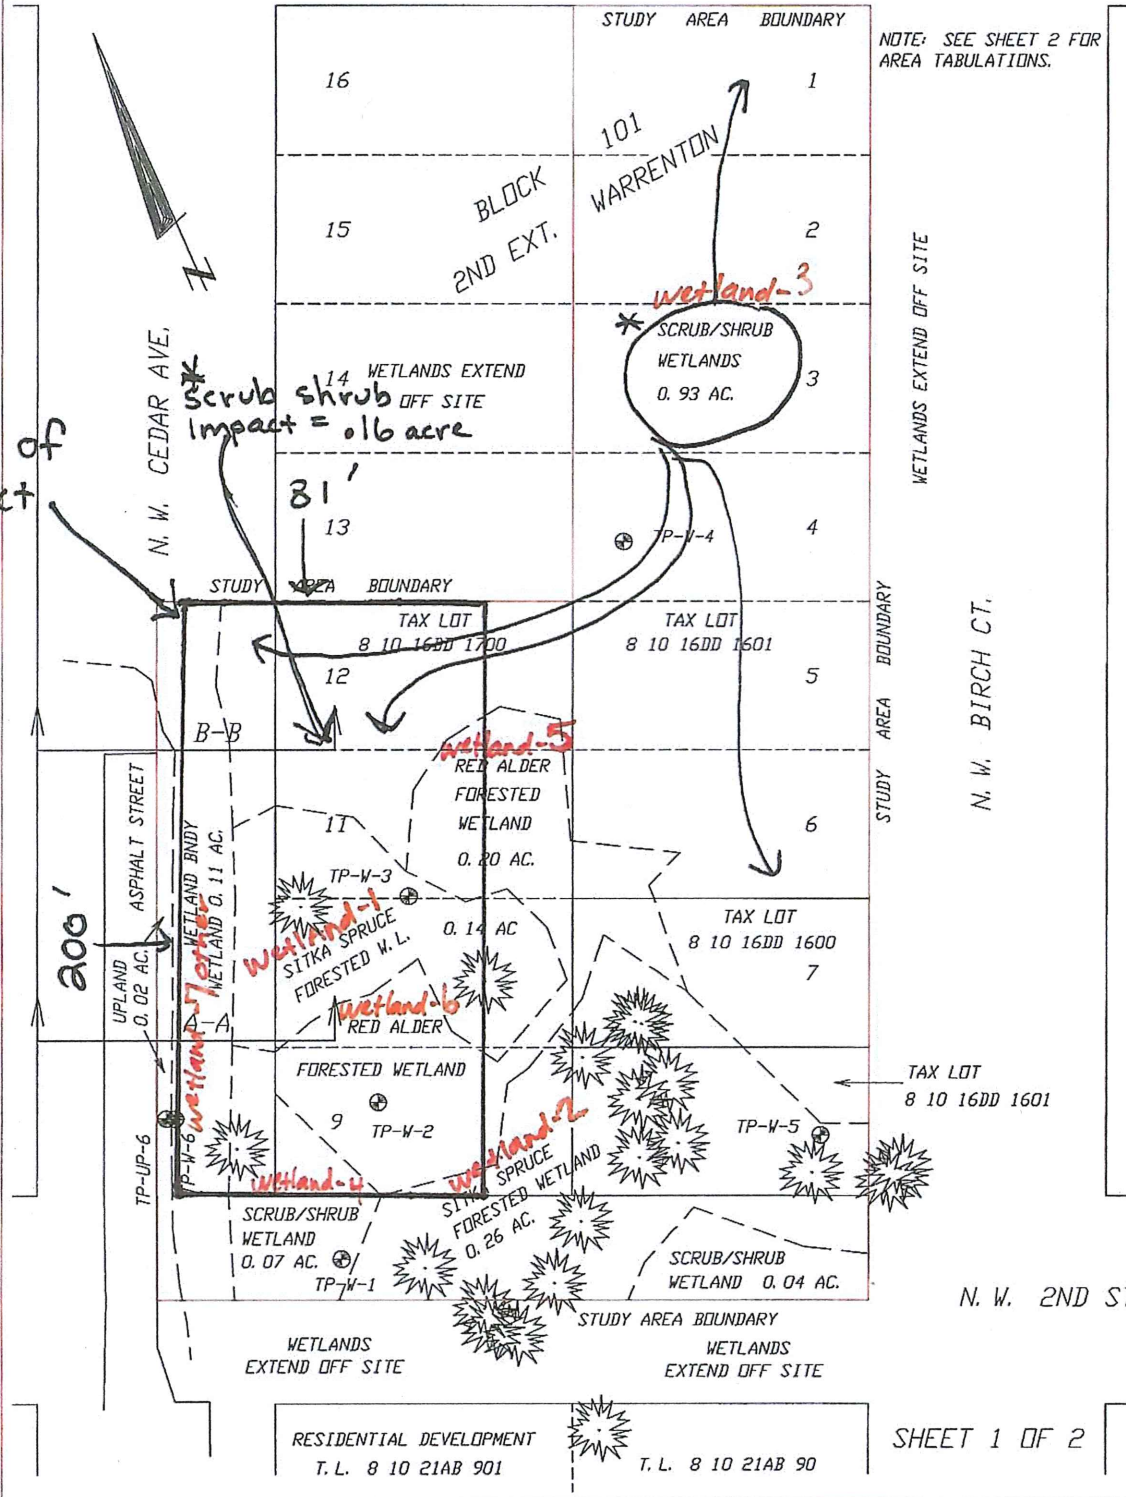 STUDY AREA BOUNDARY
NOTE: SEE SHEET 2 FOR
AREA TABULATIONS.
16
1
101
BLOCK
WARRENTON
2ND EXT.
15
2
N
WETLANDS EXTEND OFF SITE
wetland-3
* SCRUB/SHRUB
WETLANDS
0.93 AC.
3
N. W. CEDAR AVE.
14
WETLANDS EXTEND
OFF SITE
*
scrub shrub
impact = .16 acre
of
81'
13
TP-W-4
4
STUDY AREA BOUNDARY
TAX LOT
8 10 16DD 1700
TAX LOT
8 10 16DD 1601
12
5
STUDY AREA BOUNDARY
N. W. BIRCH CT.
B-B
wetland-5
RED ALDER
FORESTED
WETLAND
0.20 AC.
ASPHALT STREET
WETLAND BNDY
WETLAND 0.11 AC.
11
6
TP-W-3
wetland-1
SITKA SPRUCE
FORESTED W.L.
0.14 AC
TAX LOT
8 10 16DD 1600
7
200'
UPLAND
0.02 AC.
wetland-7 other
A-A
wetland-6
RED ALDER
FORESTED WETLAND
TAX LOT
8 10 16DD 1601
9
TP-W-2
TP-W-5
TP-UP-6
TP-W-6
wetland-2
SITKA SPRUCE
FORESTED WETLAND
0.26 AC.
wetland-4
SCRUB/SHRUB
WETLAND
0.07 AC.
TP-W-1
SCRUB/SHRUB
WETLAND 0.04 AC.
N. W. 2ND
STUDY AREA BOUNDARY
WETLANDS
EXTEND OFF SITE
WETLANDS
EXTEND OFF SITE
RESIDENTIAL DEVELOPMENT
T.L. 8 10 21AB 901
T.L. 8 10 21AB 90
SHEET 1 OF 2